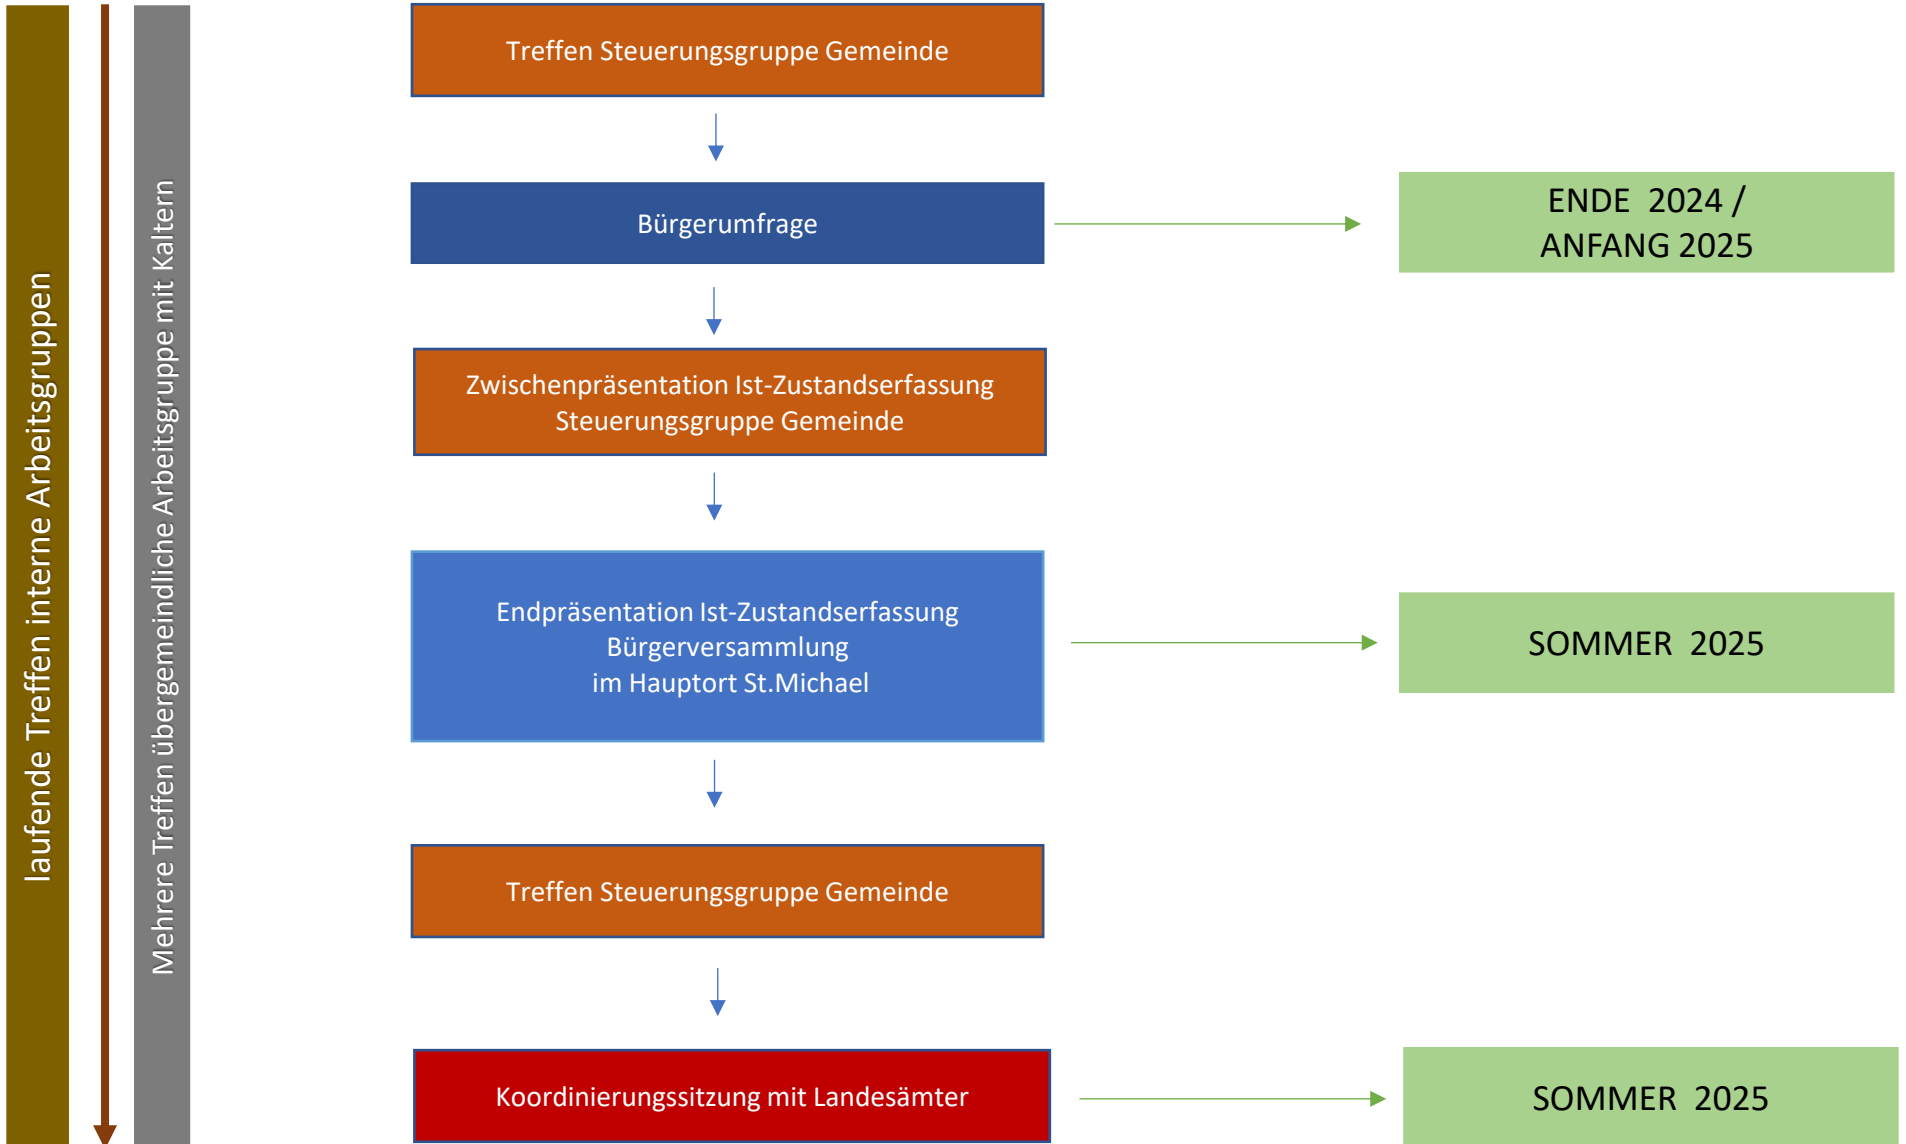 laufende Treffen interne Arbeitsgruppen
Mehrere Treffen übergemeindliche Arbeitsgruppe mit Kaltern
Treffen Steuerungsgruppe Gemeinde
Bürgerumfrage
ENDE 2024 /
ANFANG 2025
Zwischenpräsentation Ist-Zustandserfassung
Steuerungsgruppe Gemeinde
Endpräsentation Ist-Zustandserfassung
Bürgerversammlung
im Hauptort St.Michael
SOMMER 2025
Treffen Steuerungsgruppe Gemeinde
Koordinierungssitzung mit Landesämter
SOMMER 2025